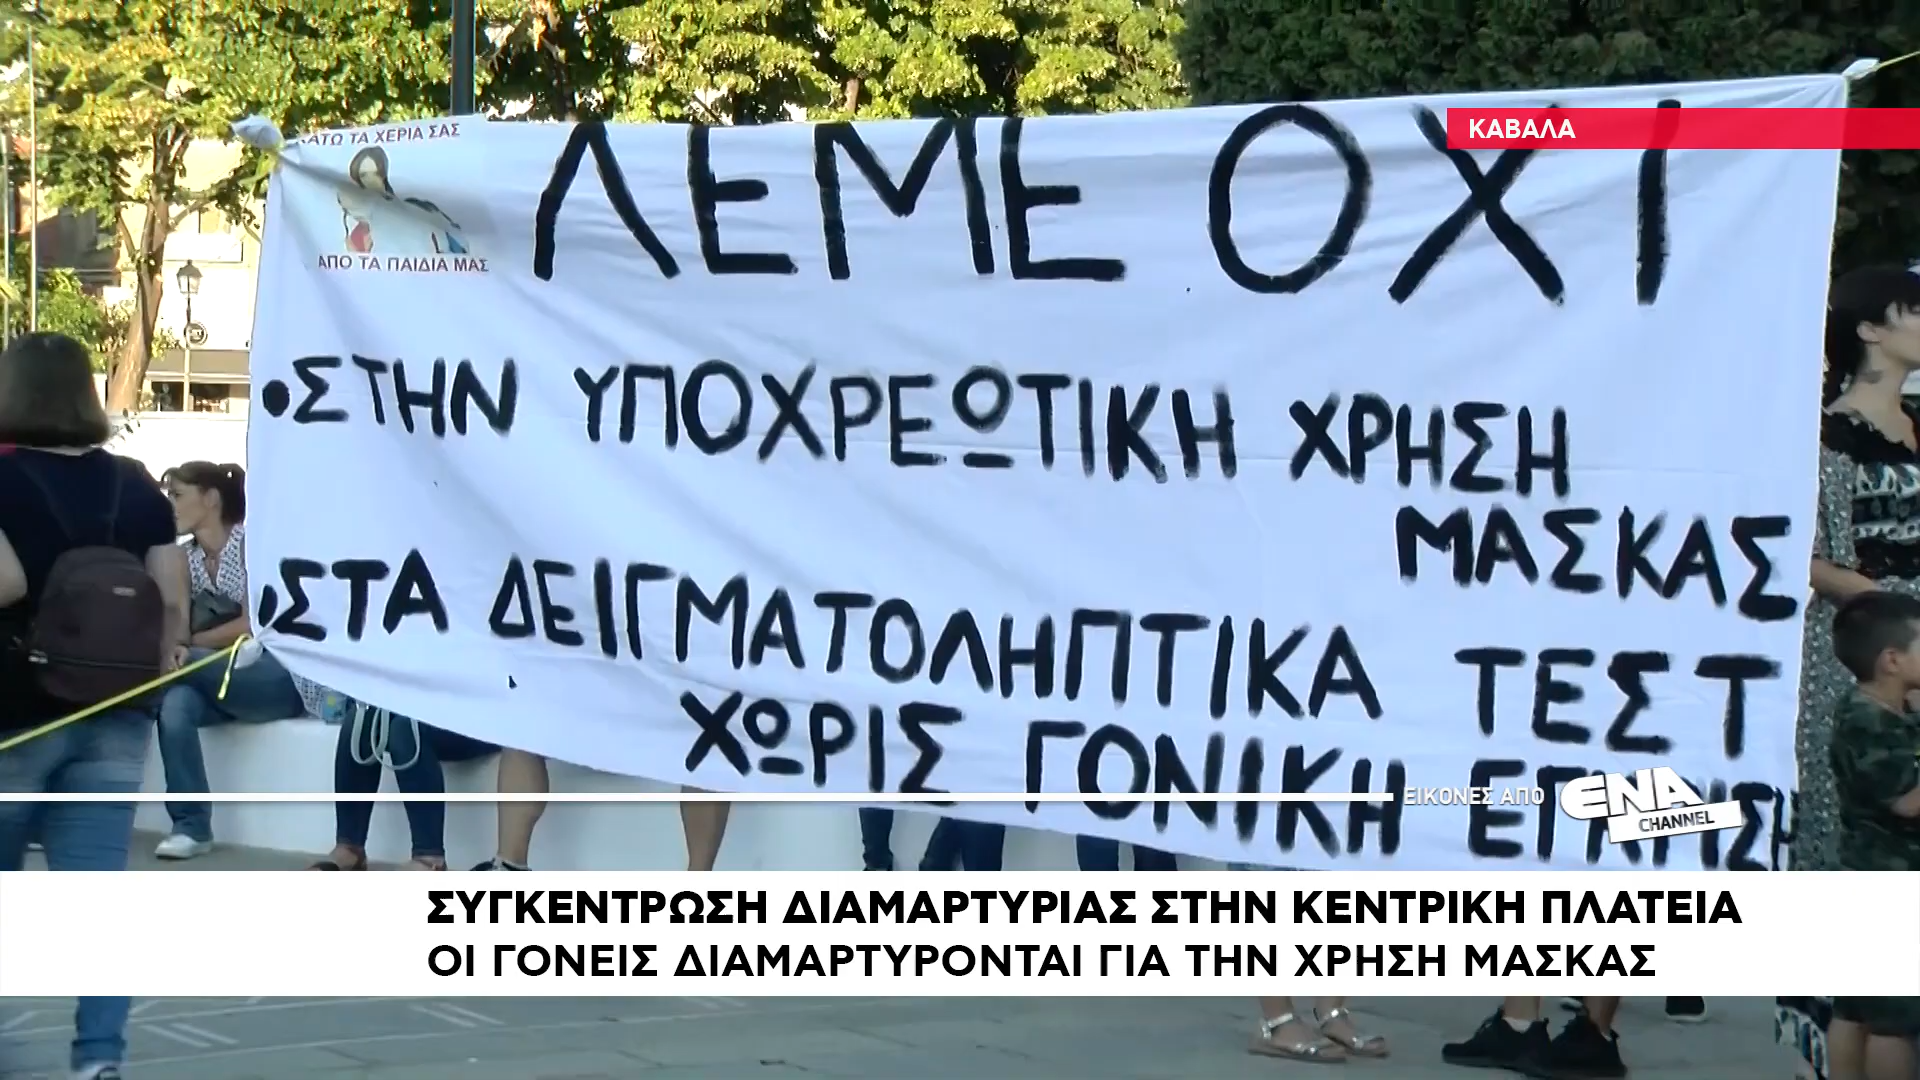 ΚΑΒΑΛΑ
ΚΑΤΩ ΤΑ ΧΕΡΙΑ ΣΑΣ
ΑΠΟ ΤΑ ΠΑΙΔΙΑ ΜΑΣ
ΛΕΜΕ ΟΧΙ
•ΣΤΗΝ ΥΠΟΧΡΕΩΤΙΚΗ ΧΡΗΣΗ
ΜΑΣΚΑΣ
•ΣΤΑ ΔΕΙΓΜΑΤΟΛΗΠΤΙΚΑ ΤΕΣΤ
ΧΩΡΙΣ ΓΟΝΙΚΗ
ΕΙΚΟΝΕΣ ΑΠΟ
ΕΝΑ
CHANNEL
ΣΥΓΚΕΝΤΡΩΣΗ ΔΙΑΜΑΡΤΥΡΙΑΣ ΣΤΗΝ ΚΕΝΤΡΙΚΗ ΠΛΑΤΕΙΑ
ΟΙ ΓΟΝΕΙΣ ΔΙΑΜΑΡΤΥΡΟΝΤΑΙ ΓΙΑ ΤΗΝ ΧΡΗΣΗ ΜΑΣΚΑΣ